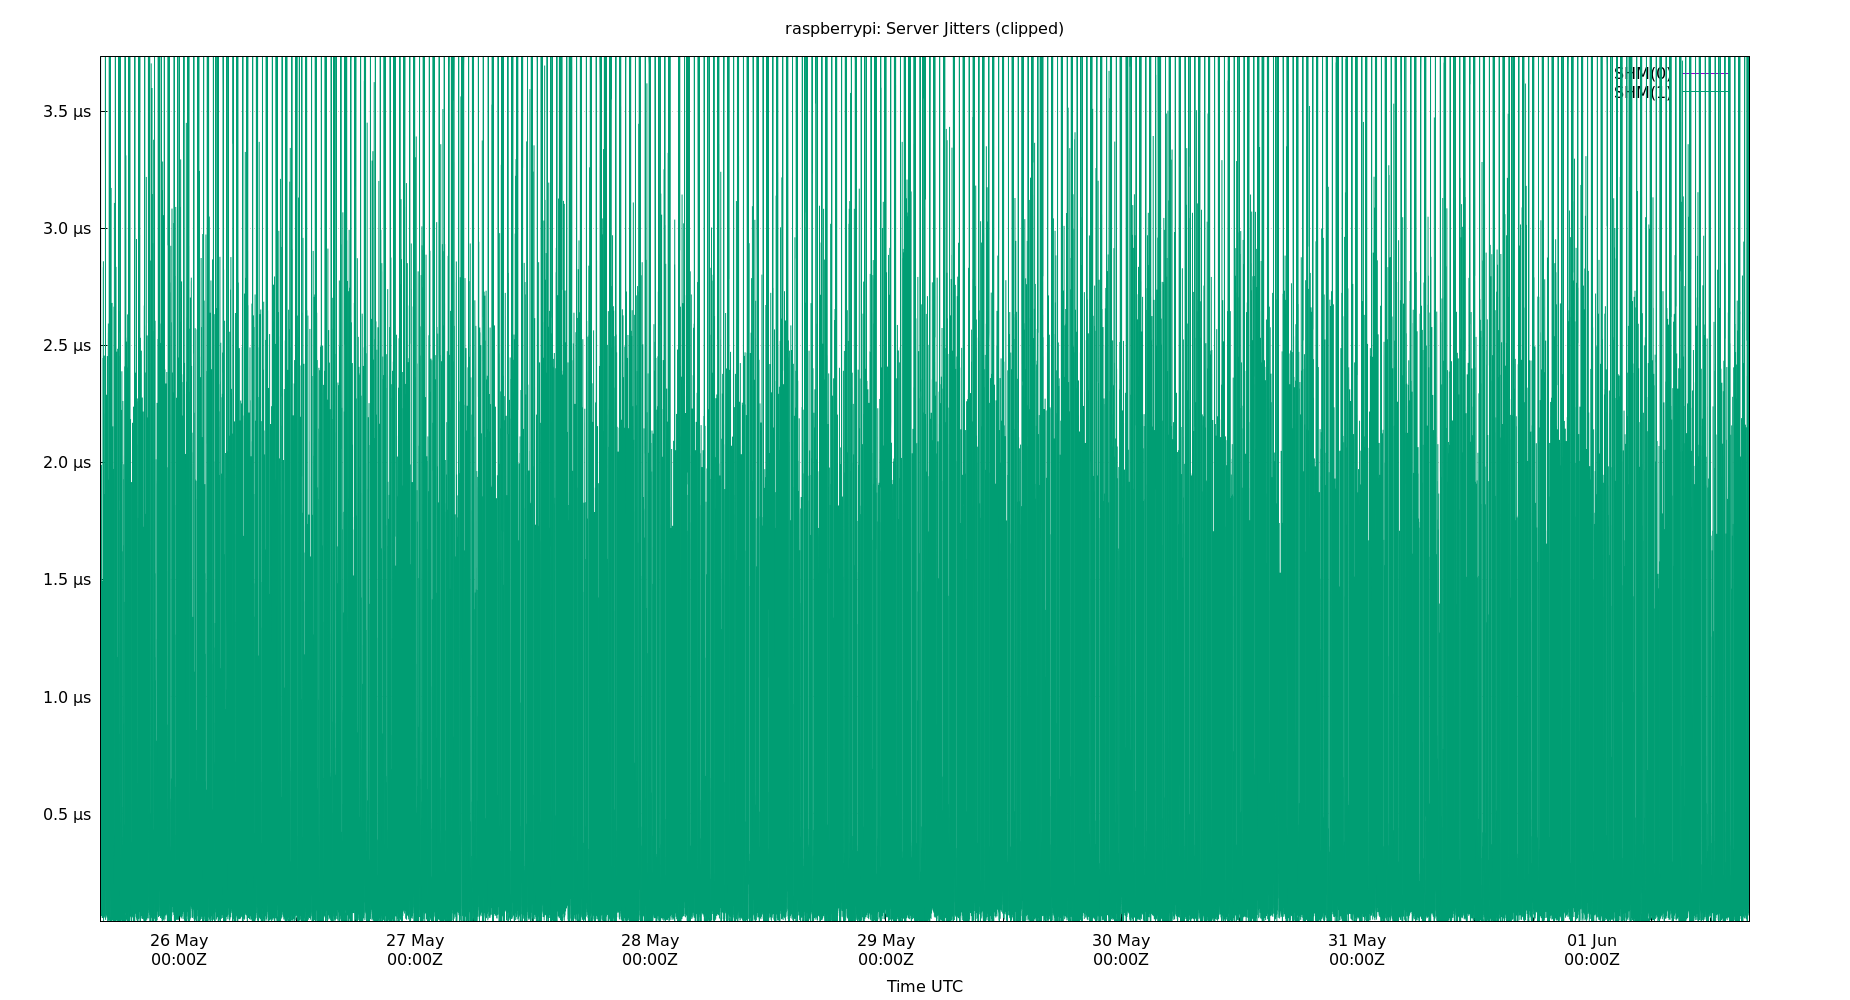 raspberrypi: Server Jitters (clipped)
SHM(0)
SHM(1)
3.5 μs
3.0 μs
2.5 μs
2.0 μs
1.5 μs
1.0 μs
0.5 μs
26 May 27 May 28 May 29 May 30 May 31 May 01 Jun
00:00Z 00:00Z 00:00Z 00:00Z 00:00Z 00:00Z 00:00Z
Time UTC